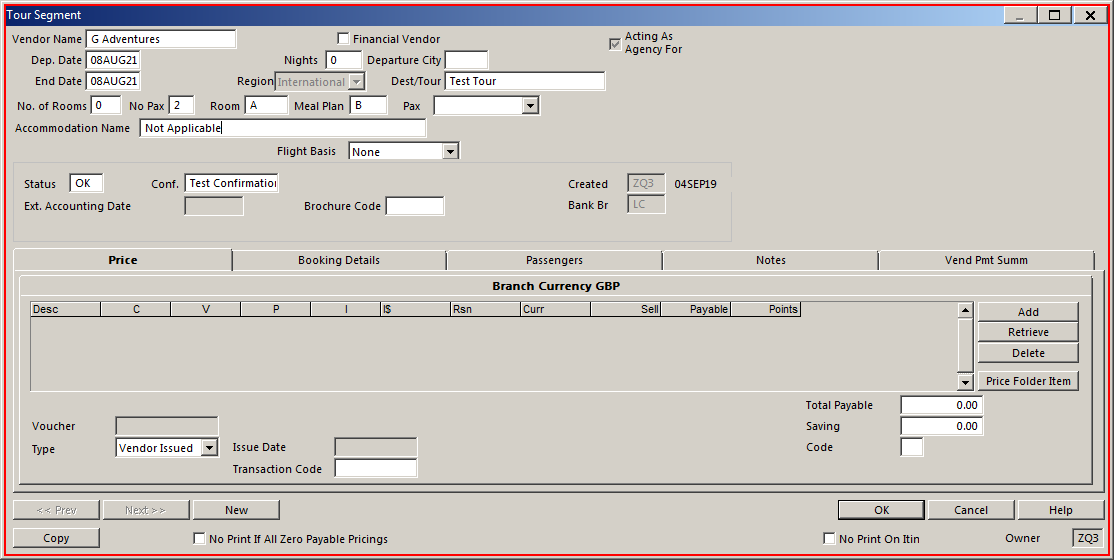 Tour Segment
Vendor Name G Adventures Financial Vendor Acting As
Agency For
Dep. Date 08AUG21 Nights 0 Departure City
End Date 08AUG21 Region International Dest/Tour Test Tour
No. of Rooms 0 No Pax 2 Room A Meal Plan B Pax
Accommodation Name Not Applicable
Flight Basis None
Status OK Conf. Test Confirmation Created ZQ3 04SEP19
Ext. Accounting Date Brochure Code Bank Br LC
Price Booking Details Passengers Notes Vend Pmt Summ
Branch Currency GBP
Desc C V P I I$ Rsn Curr Sell Payable Points
Add
Retrieve
Delete
Price Folder Item
Total Payable 0.00
Voucher Saving 0.00
Type Vendor Issued Issue Date Code
Transaction Code
<< Prev Next >> New OK Cancel Help
Copy No Print If All Zero Payable Pricings No Print On Itin Owner ZQ3